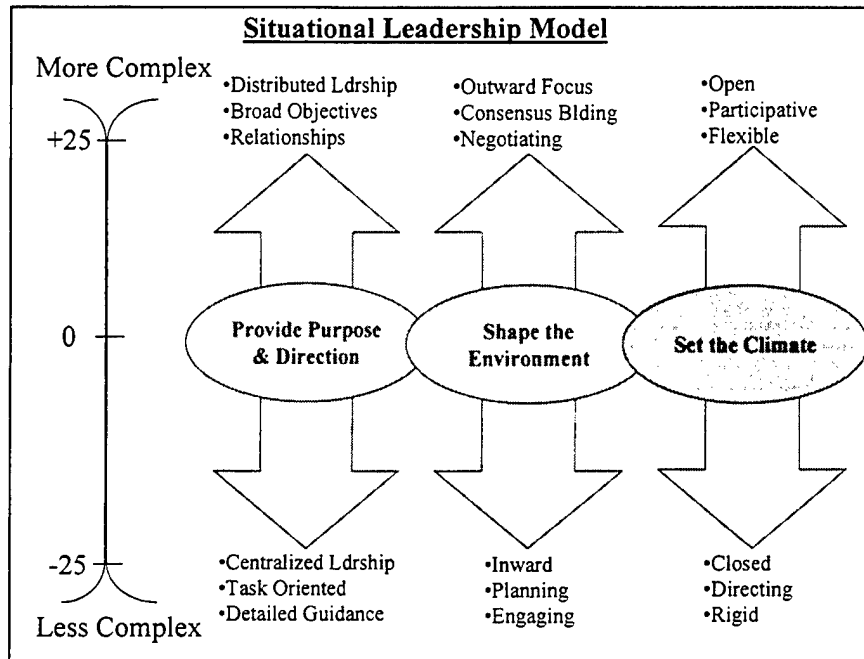 Situational Leadership Model
More Complex
•Distributed Ldrship
•Broad Objectives
•Relationships
•Outward Focus
•Consensus Blding
•Negotiating
•Open
•Participative
•Flexible
+25
0
-25
Provide Purpose
& Direction
Shape the
Environment
Set the Climate
•Centralized Ldrship
•Task Oriented
•Detailed Guidance
•Inward
•Planning
•Engaging
•Closed
•Directing
•Rigid
Less Complex